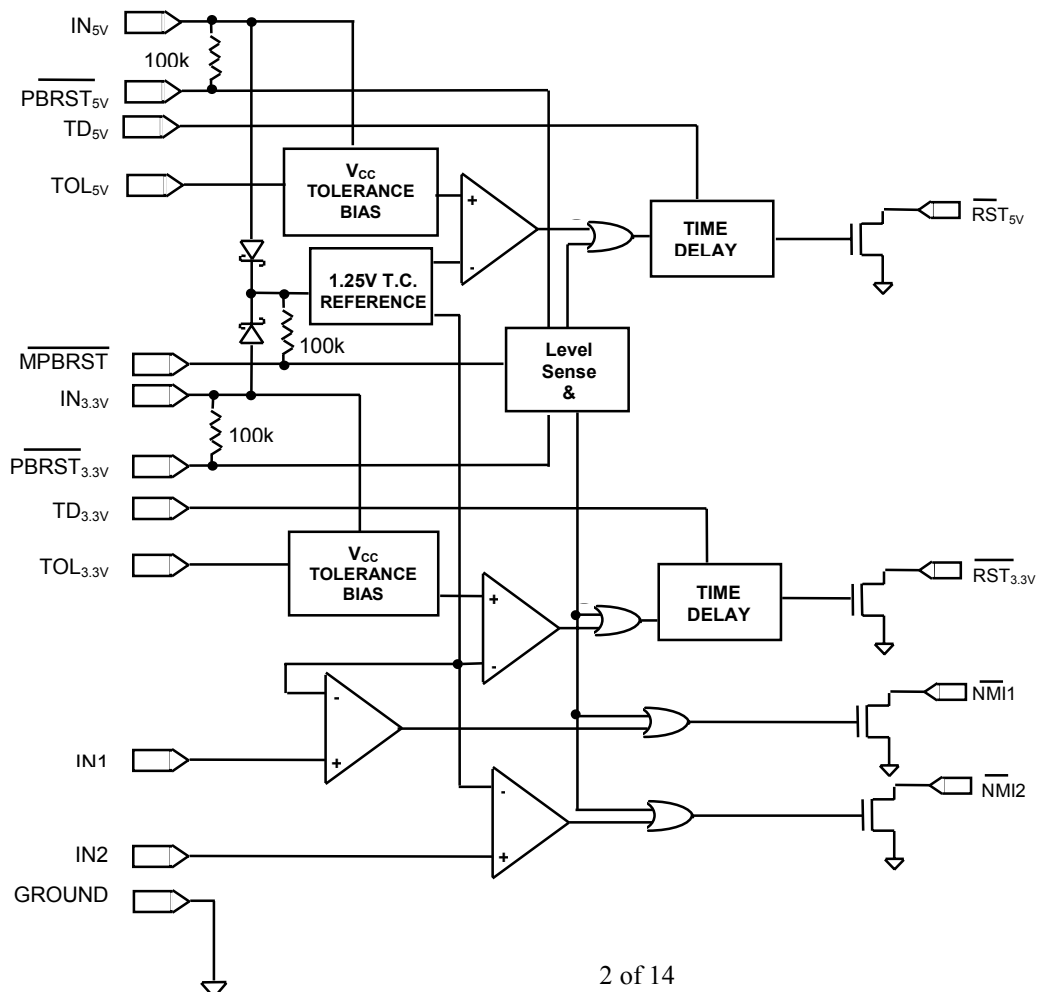 IN5V
100k
PBRST5V
TD5V
TOL5V
VCC
TOLERANCE
BIAS
+
-
TIME
DELAY
RST5V
1.25V T.C.
REFERENCE
100k
MPBRST
Level
Sense
&
IN3.3V
100k
PBRST3.3V
TD3.3V
TOL3.3V
VCC
TOLERANCE
BIAS
+
-
TIME
DELAY
RST3.3V
-
+
NMI1
IN1
-
+
NMI2
IN2
GROUND
2 of 14